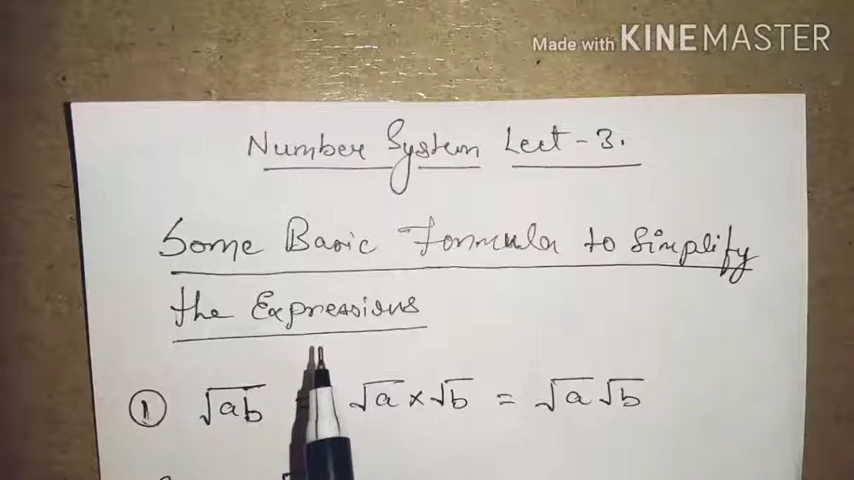 Made with KINEMASTER
Number System Lect-3.
Some Basic Formula to Simplify
the Expressions
① √ab = √a × √b = √a √b